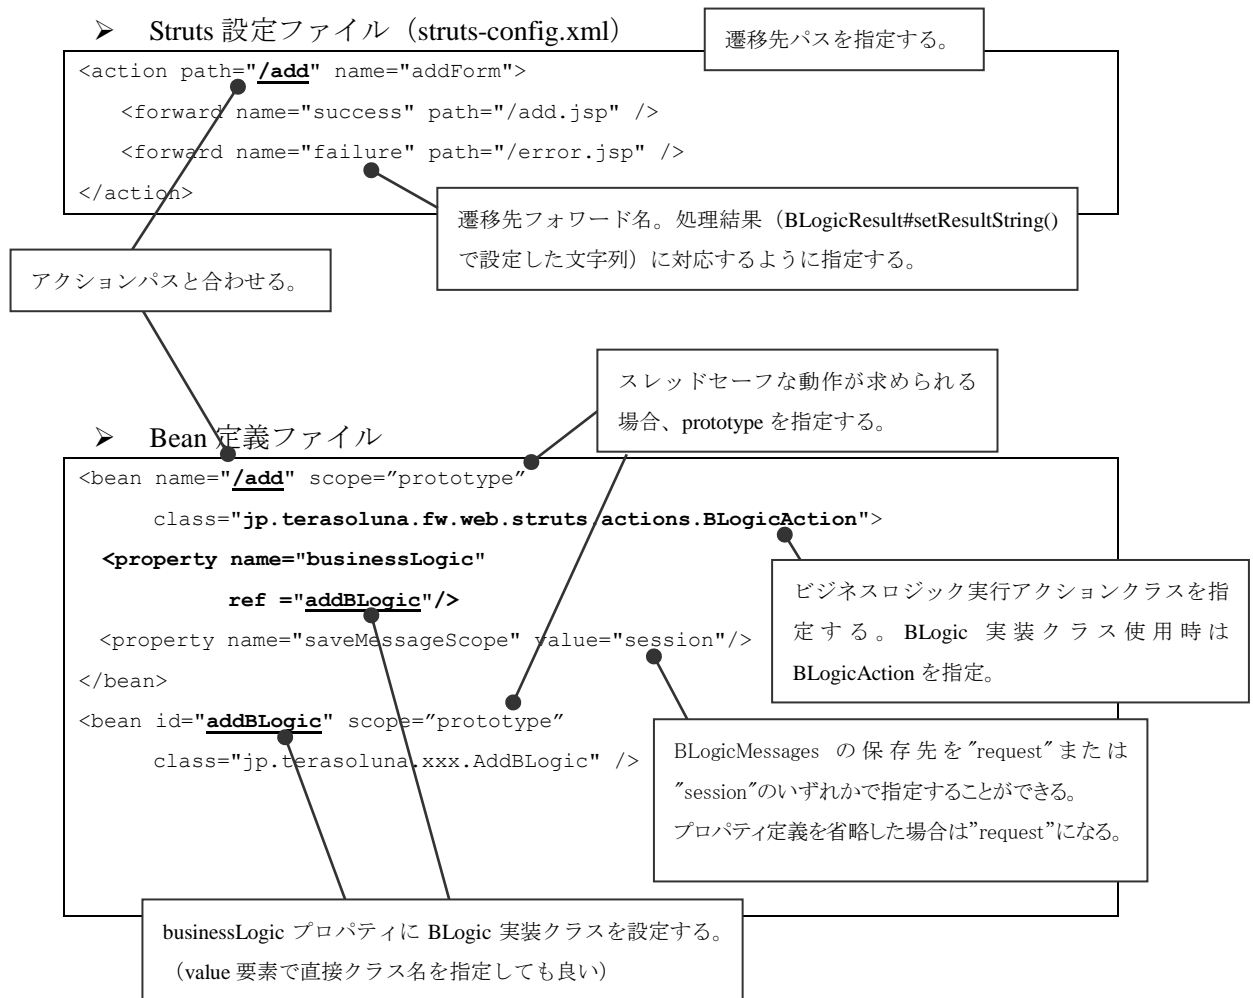 ➢ Struts 設定ファイル（struts-config.xml）
遷移先パスを指定する。
<action path="/add" name="addForm">
<forward name="success" path="/add.jsp" />
<forward name="failure" path="/error.jsp" />
</action>
遷移先フォワード名。処理結果（BLogicResult#setResultString()
で設定した文字列）に対応するように指定する。
アクションパスと合わせる。
スレッドセーフな動作が求められる
場合、prototype を指定する。
➢ Bean 定義ファイル
<bean name="/add" scope=”prototype”
class="jp.terasoluna.fw.web.struts.actions.BLogicAction">
<property name="businessLogic"
ref ="addBLogic"/>
<property name="saveMessageScope" value="session"/>
</bean>
<bean id="addBLogic" scope=”prototype”
class="jp.terasoluna.xxx.AddBLogic" />
ビジネスロジック実行アクションクラスを指
定する。BLogic 実装クラス使用時は
BLogicAction を指定。
BLogicMessages の保存先を"request"または
"session"のいずれかで指定することができる。
プロパティ定義を省略した場合は”request”になる。
businessLogic プロパティに BLogic 実装クラスを設定する。
（value 要素で直接クラス名を指定しても良い）